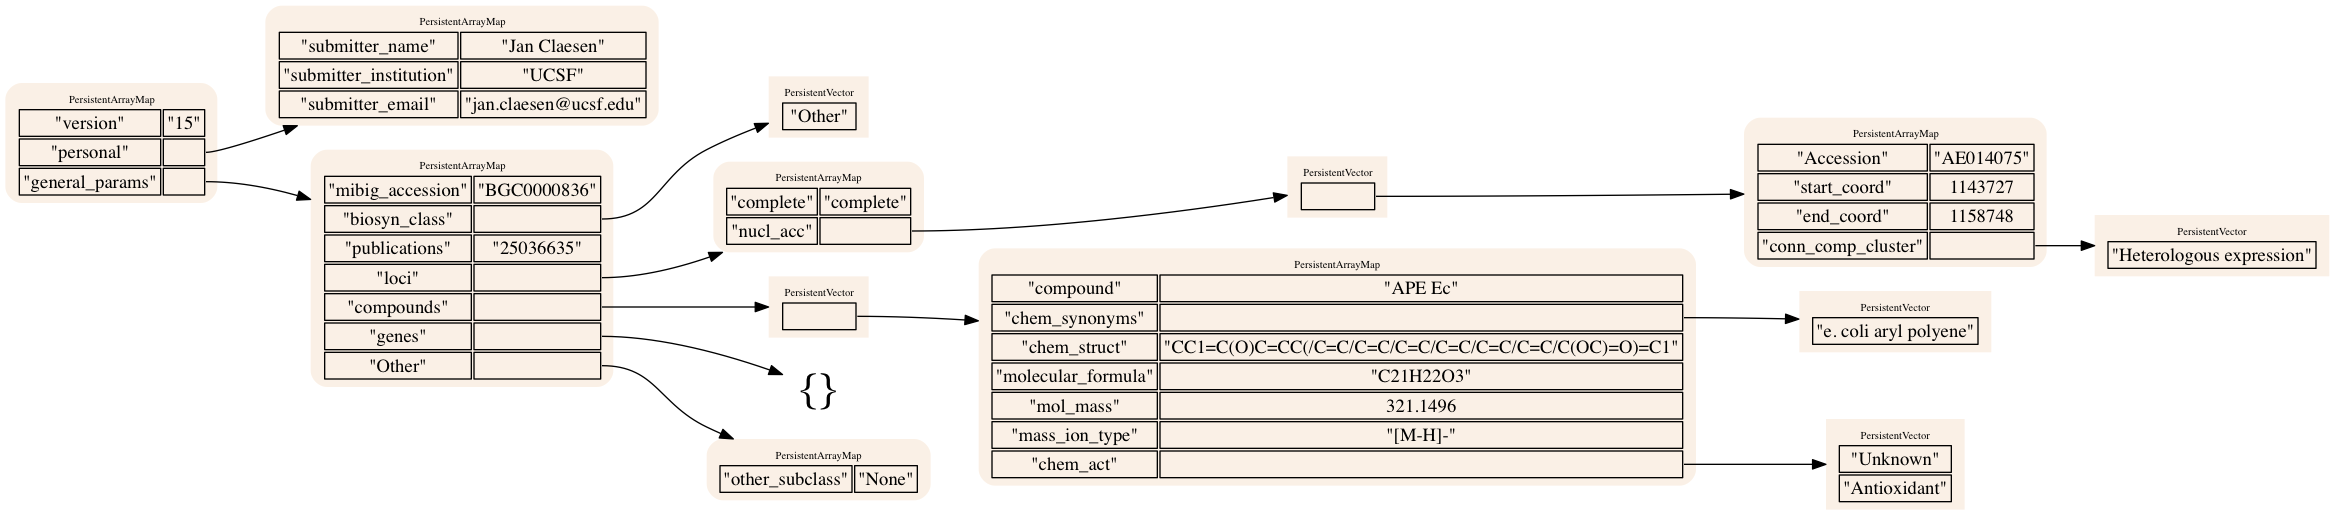 PersistentArrayMap
"version" "15"
"personal"
"general_params"
PersistentArrayMap
"submitter_name" "Jan Claesen"
"submitter_institution" "UCSF"
"submitter_email" "jan.claesen@ucsf.edu"
PersistentArrayMap
"mibig_accession" "BGC0000836"
"biosyn_class"
"publications" "25036635"
"loci"
"compounds"
"genes"
"Other"
PersistentVector
"Other"
PersistentArrayMap
"complete" "complete"
"nucl_acc"
PersistentVector
{}
PersistentArrayMap
"other_subclass" "None"
PersistentVector
PersistentArrayMap
"compound" "APE Ec"
"chem_synonyms"
"chem_struct" "CC1=C(O)C=CC(/C=C/C=C/C=C/C=C/C=C/C=C/C(OC)=O)=C1"
"molecular_formula" "C21H22O3"
"mol_mass" 321.1496
"mass_ion_type" "[M-H]-"
"chem_act"
PersistentArrayMap
"Accession" "AE014075"
"start_coord" 1143727
"end_coord" 1158748
"conn_comp_cluster"
PersistentVector
"Heterologous expression"
PersistentVector
"e. coli aryl polyene"
PersistentVector
"Unknown"
"Antioxidant"